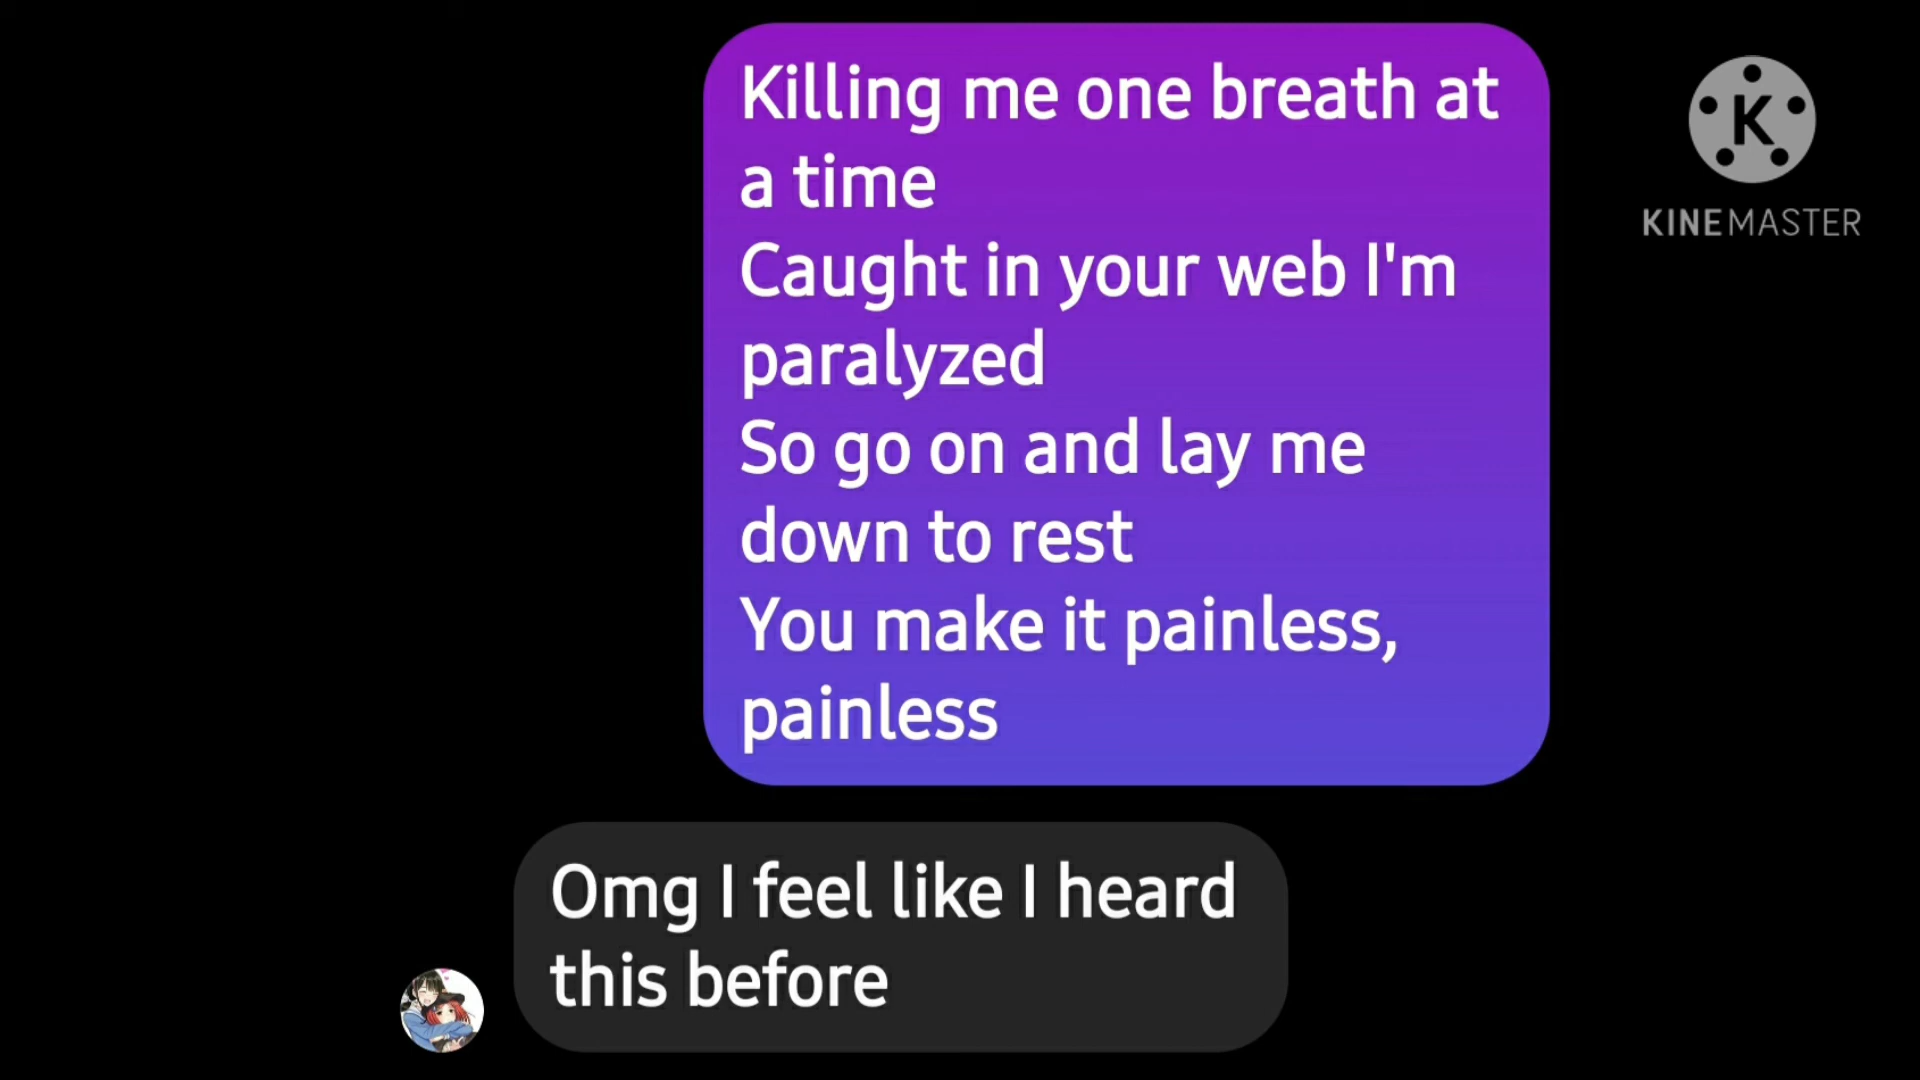 Killing me one breath at
a time
Caught in your web I'm
paralyzed
So go on and lay me
down to rest
You make it painless,
painless
K
KINEMASTER
Omg I feel like I heard
this before